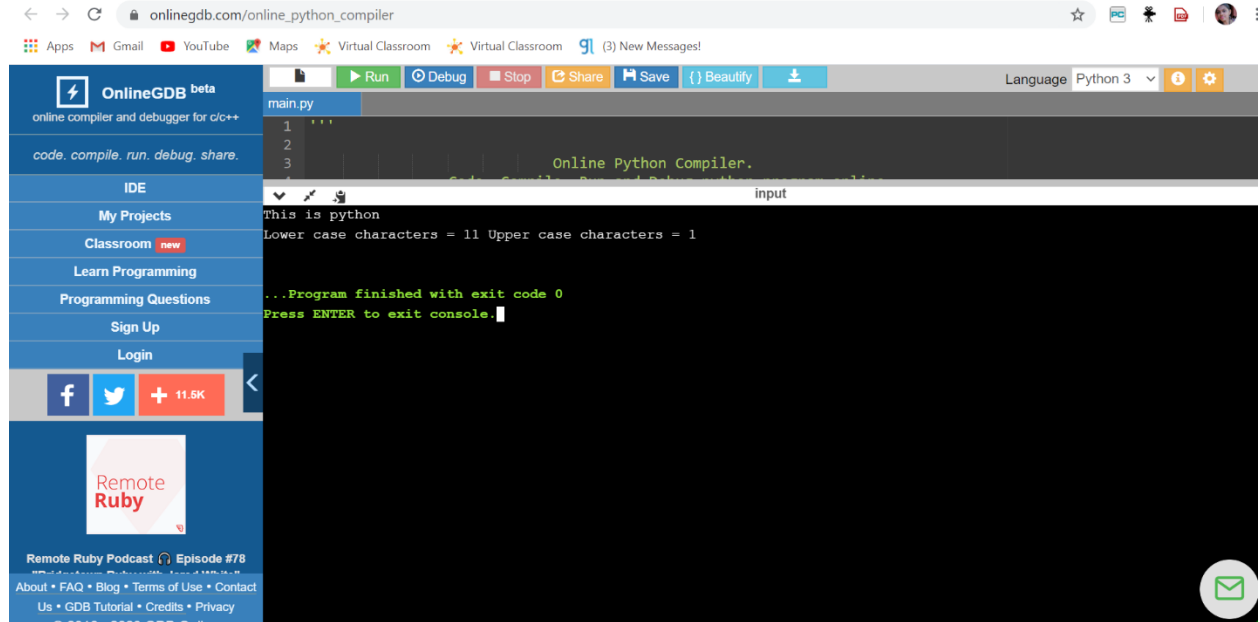 onlinegdb.com/online_python_compiler
Apps Gmail YouTube Maps Virtual Classroom Virtual Classroom (3) New Messages!
OnlineGDB beta
online compiler and debugger for c/c++
code. compile. run. debug. share.
IDE
My Projects
Classroom new
Learn Programming
Programming Questions
Sign Up
Login
f + 11.5K
Remote
Ruby
Remote Ruby Podcast 🎧 Episode #78
About • FAQ • Blog • Terms of Use • Contact
Us • GDB Tutorial • Credits • Privacy
Run Debug Stop Share Save { } Beautify
Language Python 3
main.py
1 '''
2
3 Online Python Compiler.
input
This is python
Lower case characters = 11 Upper case characters = 1
...Program finished with exit code 0
Press ENTER to exit console.